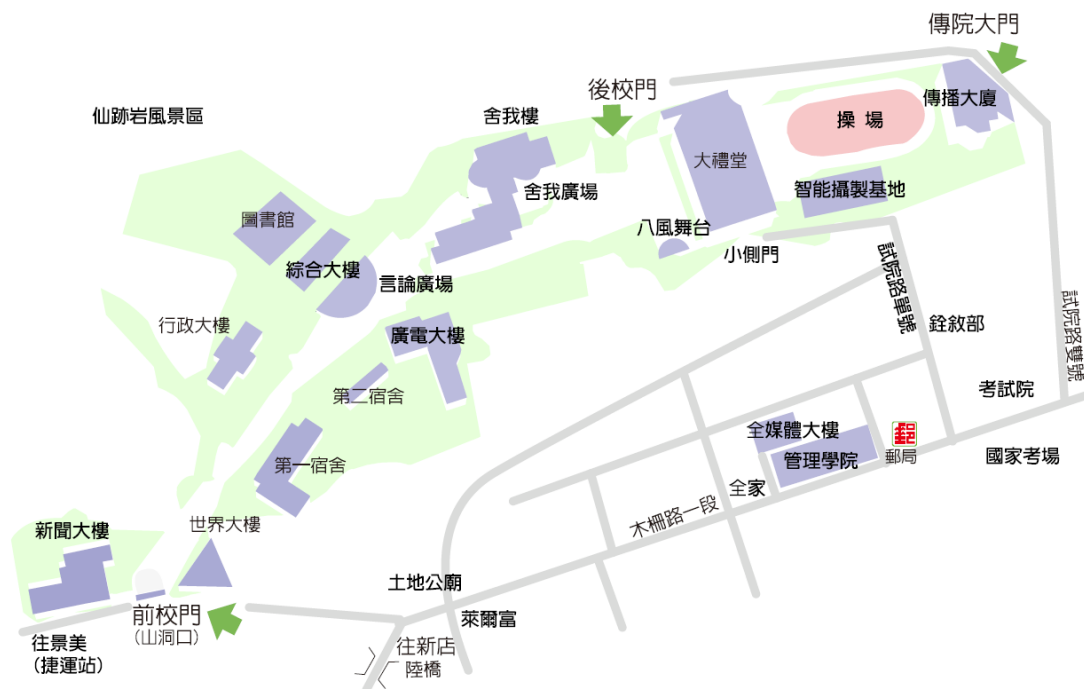 傳院大門
後校門
傳播大廈
仙跡岩風景區
舍我樓
操 場
大禮堂
智能攝製基地
舍我廣場
圖書館
八風舞台
小側門
綜合大樓
言論廣場
試院路單號
試院路雙號
行政大樓
廣電大樓
銓敘部
第二宿舍
考試院
全媒體大樓
郵局
國家考場
第一宿舍
管理學院
全家
木柵路一段
世界大樓
新聞大樓
土地公廟
前校門
(山洞口)
萊爾富
往景美
(捷運站)
往新店
陸橋